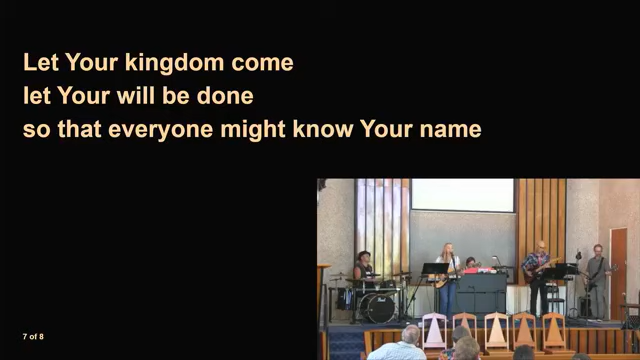 Let Your kingdom come
let Your will be done
so that everyone might know Your name
7 of 8